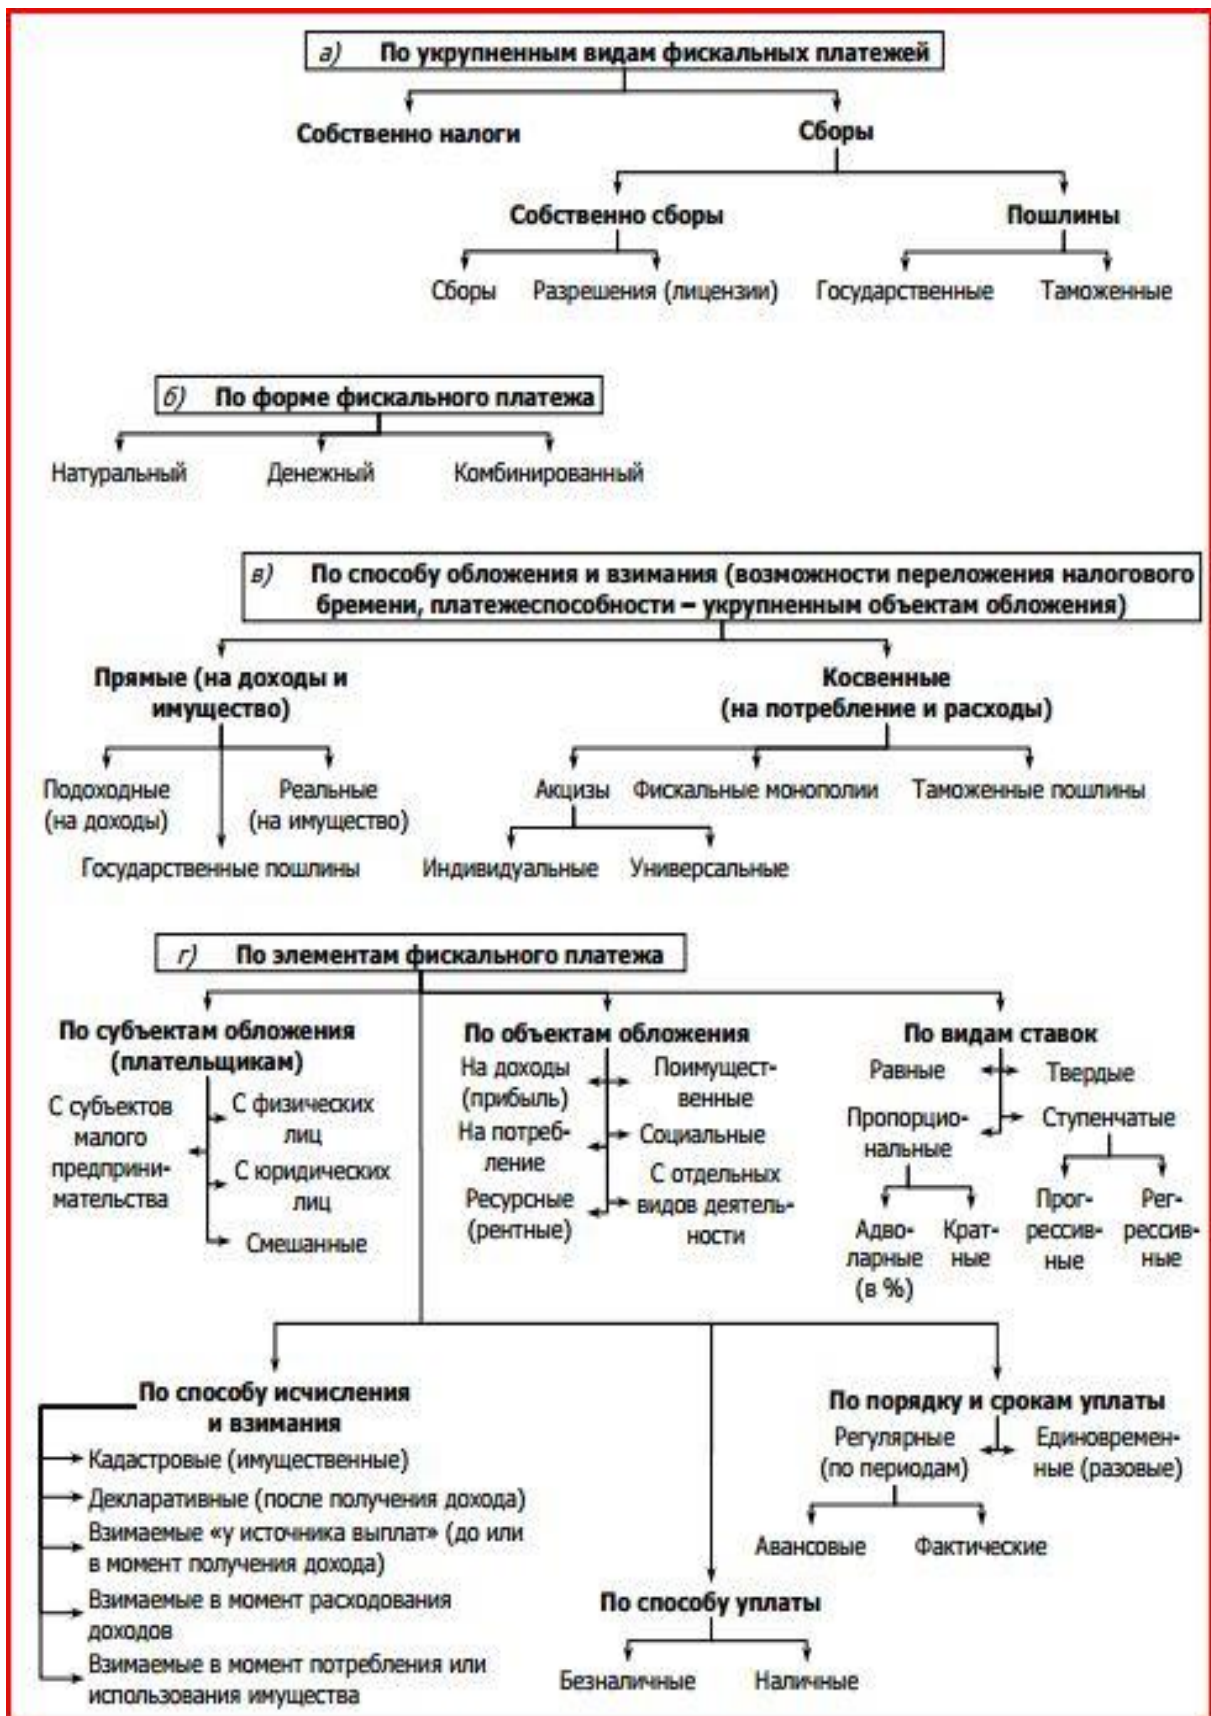 а) По укрупненным видам фискальных платежей
Собственно налоги Сборы
Собственно сборы Пошлины
Сборы Разрешения (лицензии) Государственные Таможенные
б) По форме фискального платежа
Натуральный Денежный Комбинированный
в) По способу обложения и взимания (возможности переложения налогового
бремени, платежеспособности – укрупненным объектам обложения)
Прямые (на доходы и
имущество)
Косвенные
(на потребление и расходы)
Подоходные
(на доходы)
Реальные
(на имущество)
Государственные пошлины
Акцизы Фискальные монополии Таможенные пошлины
Индивидуальные Универсальные
г) По элементам фискального платежа
По субъектам обложения
(плательщикам)
С субъектов
малого
предприни-
мательства
С физических
лиц
С юридических
лиц
Смешанные
По объектам обложения
На доходы
(прибыль)
Поимущест-
венные
На потреб-
ление
Социальные
Ресурсные
(рентные)
С отдельных
видов деятель-
ности
По видам ставок
Равные Твердые
Пропорцио-
нальные
Ступенчатые
Адво-
ларные
(в %)
Крат-
ные
Прог-
рессив-
ные
Рег-
рессив-
ные
По способу исчисления
и взимания
Кадастровые (имущественные)
Декларативные (после получения дохода)
Взимаемые «у источника выплат» (до или
в момент получения дохода)
Взимаемые в момент расходования
доходов
Взимаемые в момент потребления или
использования имущества
По порядку и срокам уплаты
Регулярные
(по периодам)
Единовремен-
ные (разовые)
Авансовые Фактические
По способу уплаты
Безналичные Наличные